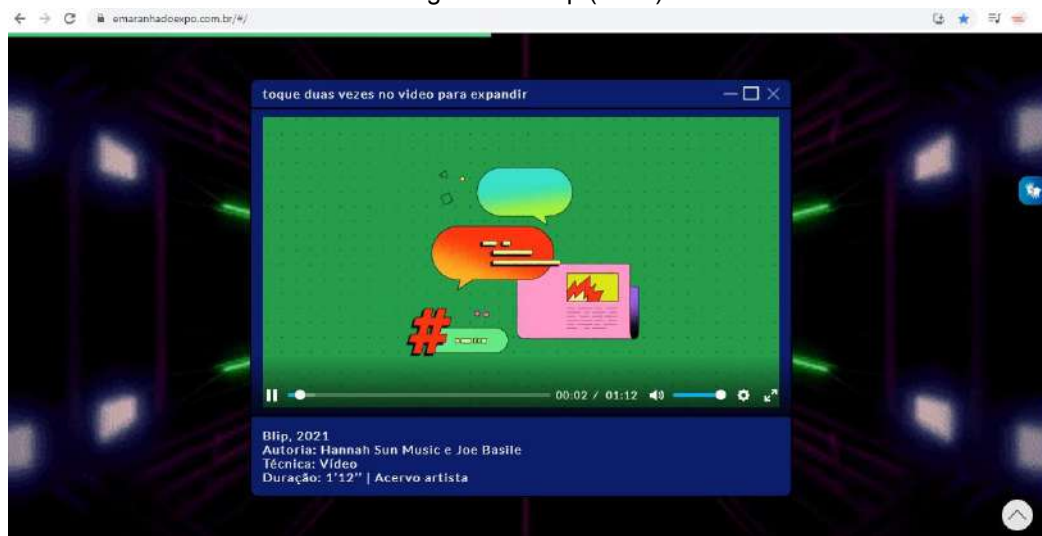 emaranhadoexpo.com.br/#/
toque duas vezes no video para expandir
#
00:02 / 01:12
Blip, 2021
Autoria: Hannah Sun Music e Joe Basile
Técnica: Vídeo
Duração: 1'12'' | Acervo artista